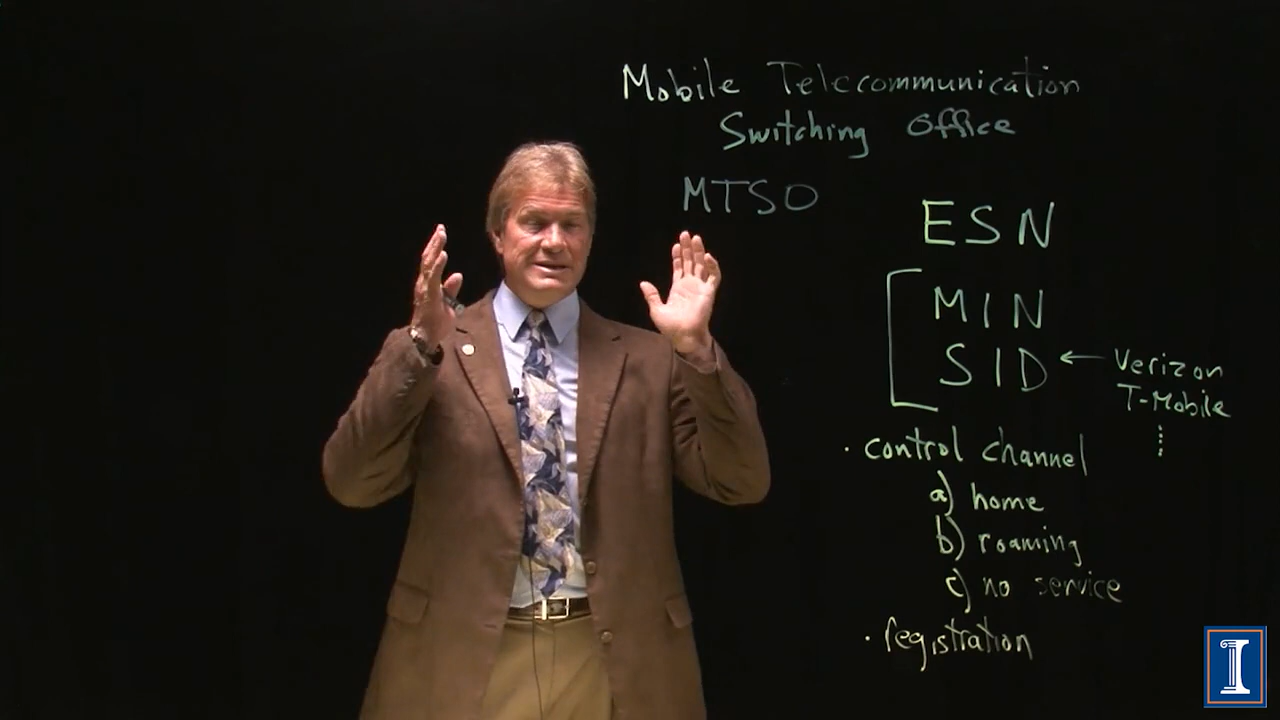 Mobile Telecommunication
Switching Office
MTSO
ESN
MIN
SID ← Verizon
T-Mobile
⋮
· control channel
a) home
b) roaming
c) no service
· registration
I